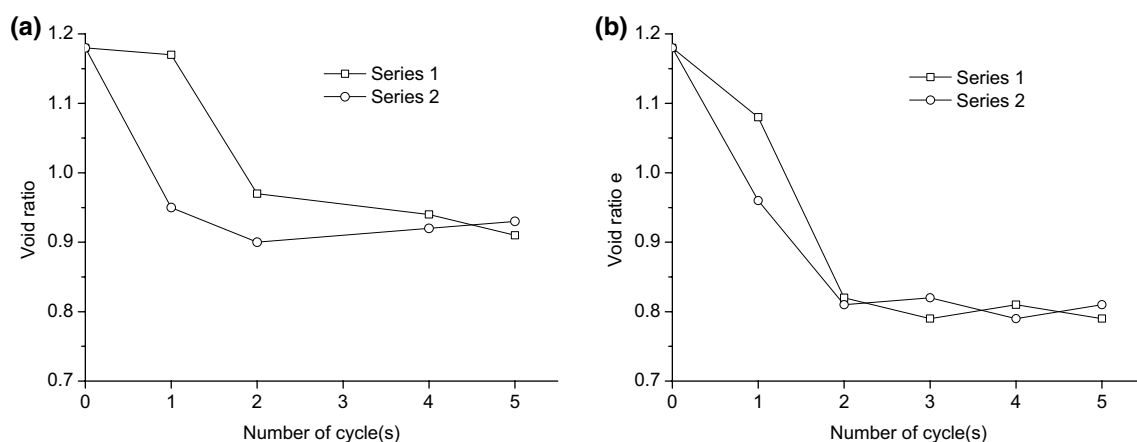 (a)
1.2
1.1
1.0
0.9
0.8
0.7
Void ratio
0 1 2 3 4 5
Number of cycle(s)
Series 1
Series 2
(b)
1.2
1.1
1.0
0.9
0.8
0.7
Void ratio e
0 1 2 3 4 5
Number of cycle(s)
Series 1
Series 2